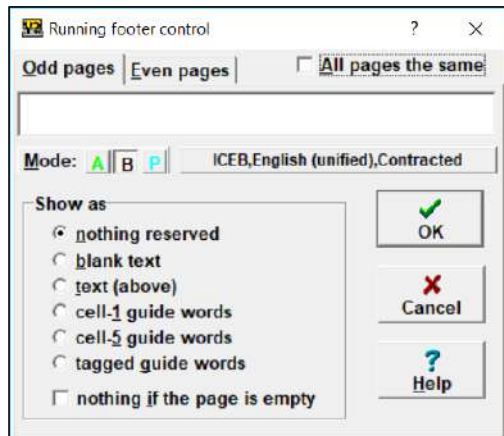 Running footer control
Odd pages Even pages All pages the same
Mode: A B P ICEB,English (unified),Contracted
Show as
nothing reserved
blank text
text (above)
cell-1 guide words
cell-5 guide words
tagged guide words
nothing if the page is empty
OK
Cancel
?
Help